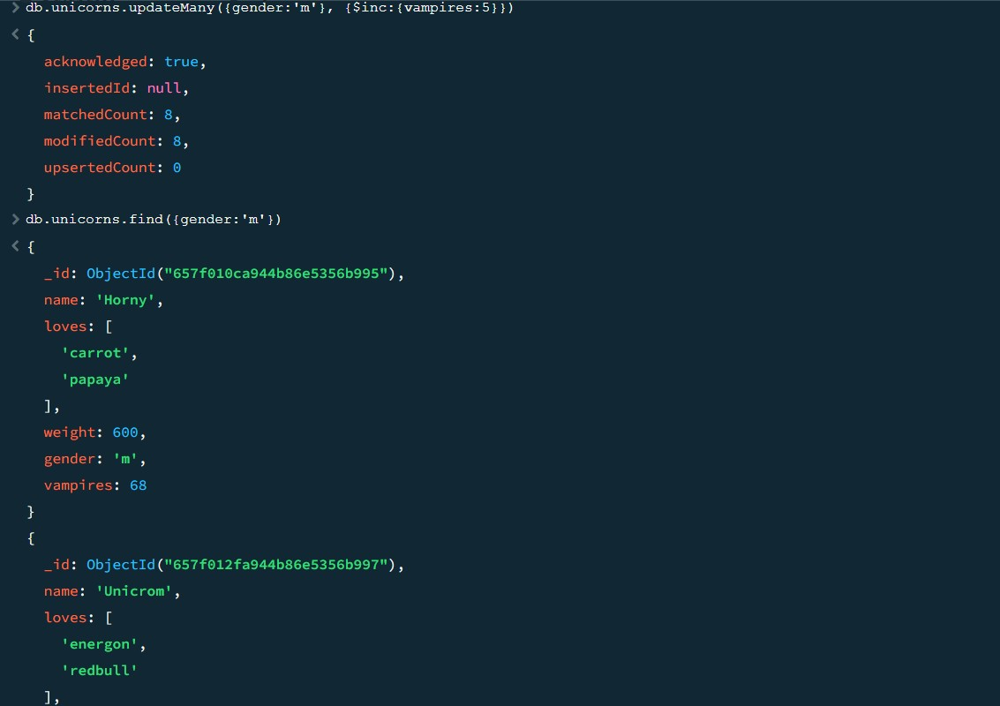 > db.unicorns.updateMany({gender:'m'}, {$inc:{vampires:5}})
< {
acknowledged: true,
insertedId: null,
matchedCount: 8,
modifiedCount: 8,
upsertedCount: 0
}
> db.unicorns.find({gender:'m'})
< {
_id: ObjectId("657f010ca944b86e5356b995"),
name: 'Horny',
loves: [
'carrot',
'papaya'
],
weight: 600,
gender: 'm',
vampires: 68
}
{
_id: ObjectId("657f012fa944b86e5356b997"),
name: 'Unicrom',
loves: [
'energon',
'redbull'
],